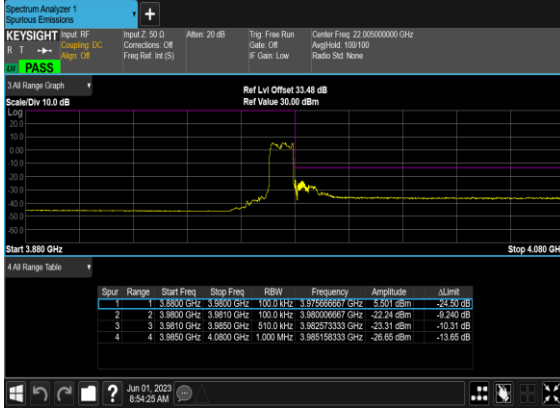 Spectrum Analyzer 1
Spurious Emissions
+
KEYSIGHT Input: RF Input Z: 50 Ω Atten: 20 dB Trig: Free Run Center Freq: 22.005000000 GHz
R T Coupling: DC Corrections: Off Gate: Off Avg|Hold: 100/100
Align: Off Freq Ref: Int (S) IF Gain: Low Radio Std: None
PASS
3 All Range Graph
Ref Lvl Offset 33.48 dB
Scale/Div 10.0 dB Ref Value 30.00 dBm
Log
20.0
10.0
0.00
-10.0
-20.0
-30.0
-40.0
-50.0
-60.0
Start 3.880 GHz Stop 4.080 GH
4 All Range Table
Spur Range Start Freq Stop Freq RBW Frequency Amplitude ΔLimit
1 1 3.8800 GHz 3.9800 GHz 100.0 kHz 3.975666667 GHz 5.501 dBm -24.50 dB
2 2 3.9800 GHz 3.9810 GHz 100.0 kHz 3.980006667 GHz -22.24 dBm -9.240 dB
3 3 3.9810 GHz 3.9850 GHz 510.0 kHz 3.982573333 GHz -23.31 dBm -10.31 dB
4 4 3.9850 GHz 4.0800 GHz 1.000 MHz 3.985158333 GHz -26.65 dBm -13.65 dB
? Jun 01, 2023
8:54:25 AM